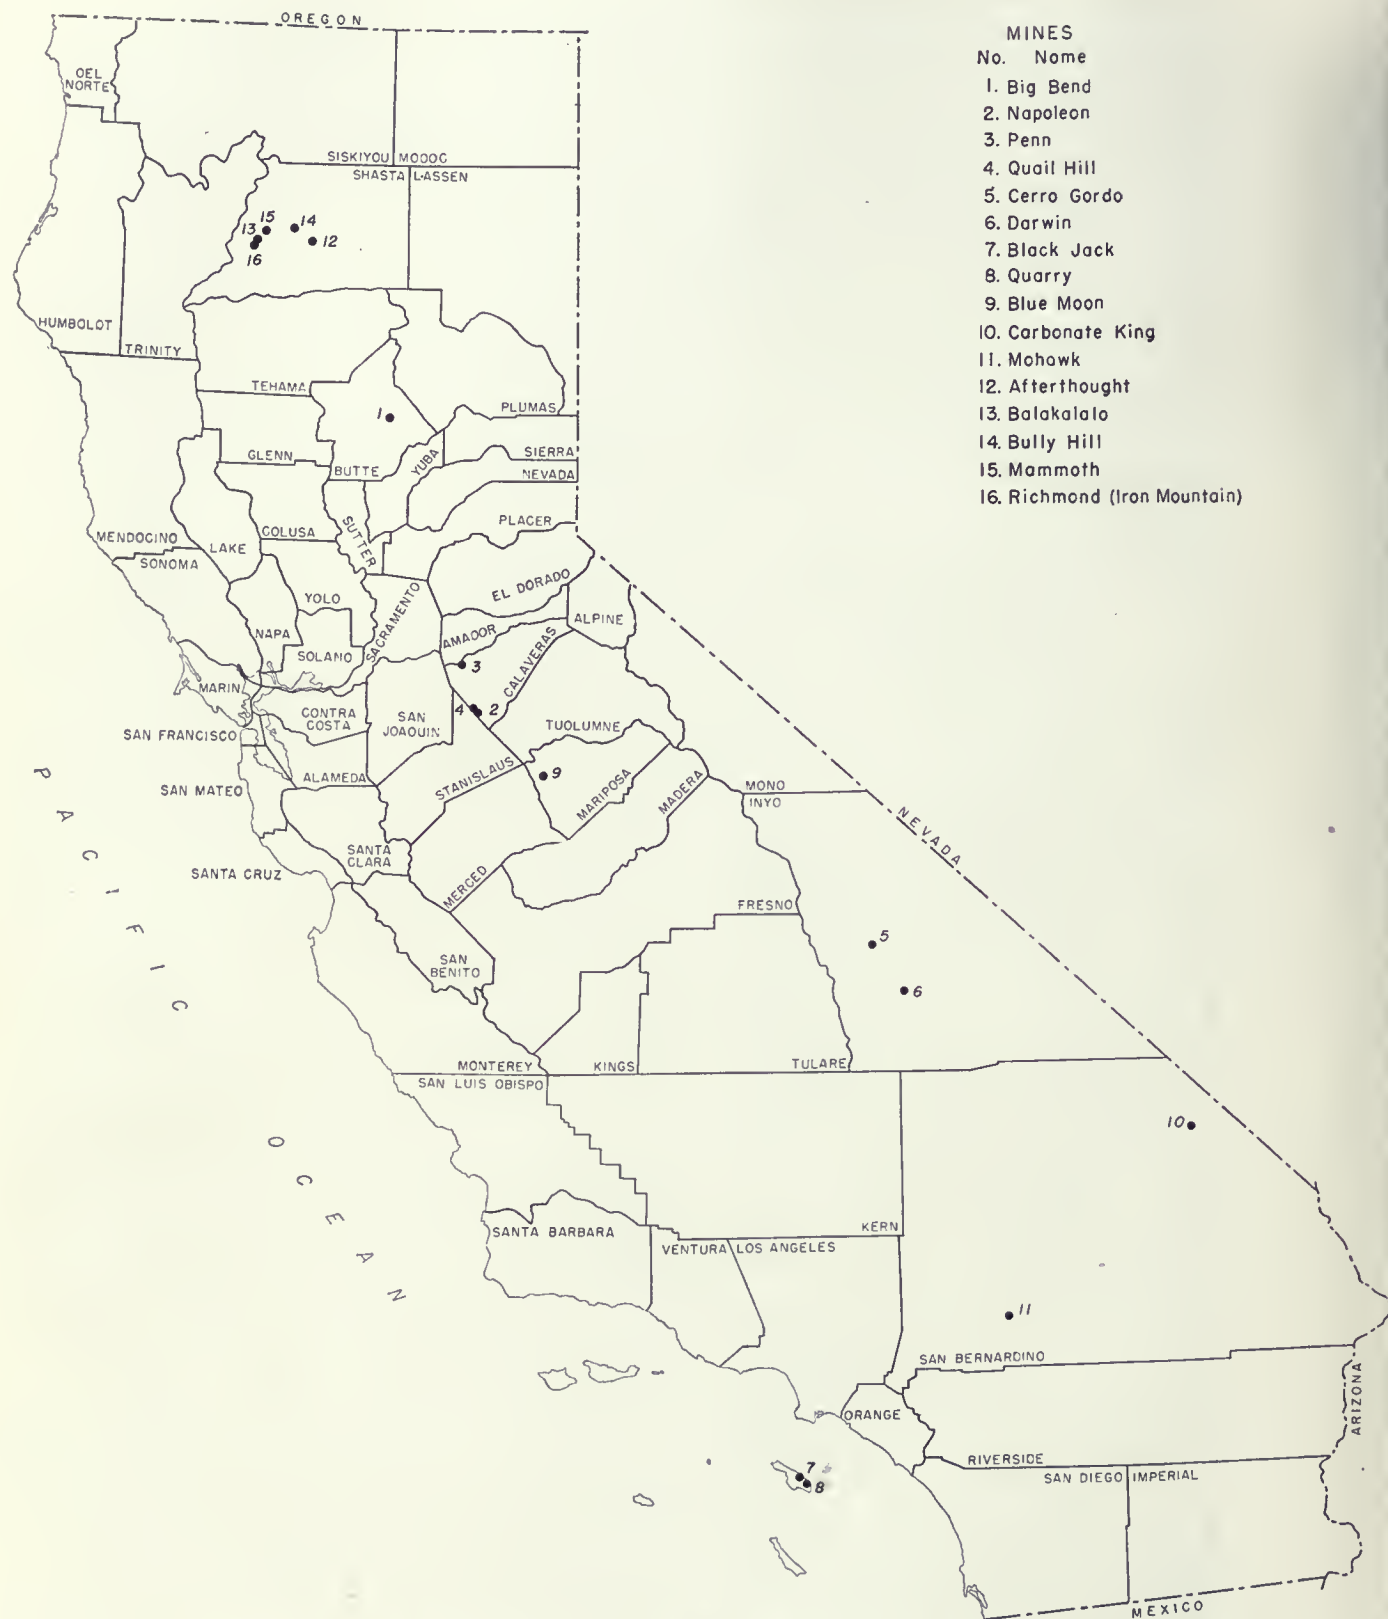 OREGON
MINES
No. Name
1. Big Bend
2. Napoleon
3. Penn
4. Quail Hill
5. Cerro Gordo
6. Darwin
7. Black Jack
8. Quarry
9. Blue Moon
10. Carbonate King
11. Mohawk
12. Afterthought
13. Balakalalo
14. Bully Hill
15. Mammoth
16. Richmond (Iron Mountain)
OEL
NORTE
SISKIYOU MODOC
SHASTA LASSEN
15
14
13
12
16
HUMBOLOT
TRINITY
TEHAMA
PLUMAS
1
GLENN
BUTTE
YUBA
SIERRA
NEVADA
SUTTER
COLUSA
PLACER
MENDOCINO
LAKE
SONOMA
EL DORADO
YOLO
SACRAMENTO
NAPA
AMADOR
ALPINE
SOLANO
3
CALAVERAS
MARIN
CONTRA
COSTA
SAN
JOAQUIN
4
2
TUOLUMNE
SAN FRANCISCO
ALAMEDA
STANISLAUS
9
MARIPOSA
MADERA
MONO
INYO
NEVADA
SAN MATEO
SANTA
CLARA
SANTA CRUZ
MERCED
FRESNO
5
SAN
BENITO
6
PACIFIC
OCEAN
MONTEREY
KINGS
TULARE
SAN LUIS OBISPO
10
KERN
SANTA BARBARA
VENTURA
LOS ANGELES
11
SAN BERNARDINO
ARIZONA
ORANGE
RIVERSIDE
SAN DIEGO
IMPERIAL
7
8
MEXICO